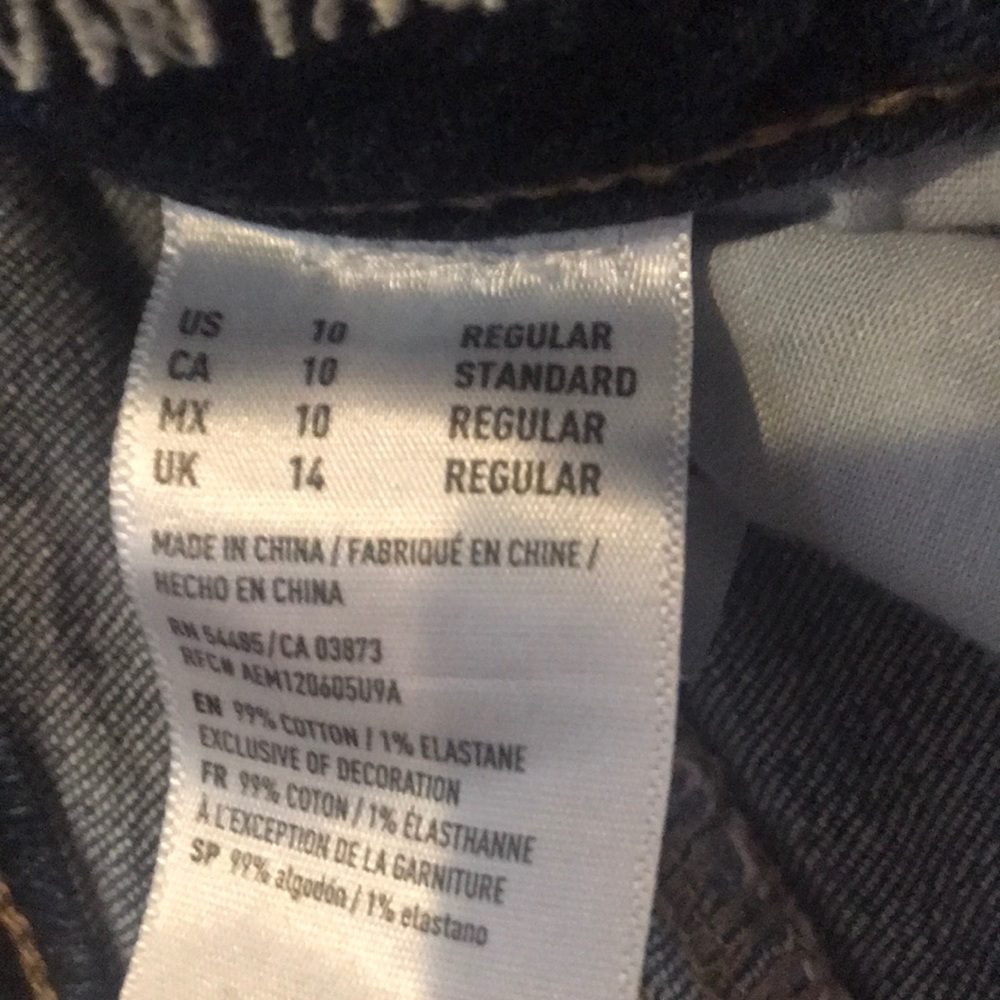 US 10 REGULAR
CA 10 STANDARD
MX 10 REGULAR
UK 14 REGULAR
MADE IN CHINA / FABRIQUÉ EN CHINE /
HECHO EN CHINA
RN 54485/CA 03873
RFC# AEM120605U9A
EN 99% COTTON / 1% ELASTANE
EXCLUSIVE OF DECORATION
FR 99% COTON / 1% ÉLASTHANNE
À L'EXCEPTION DE LA GARNITURE
SP 99% algodón / 1% elastano